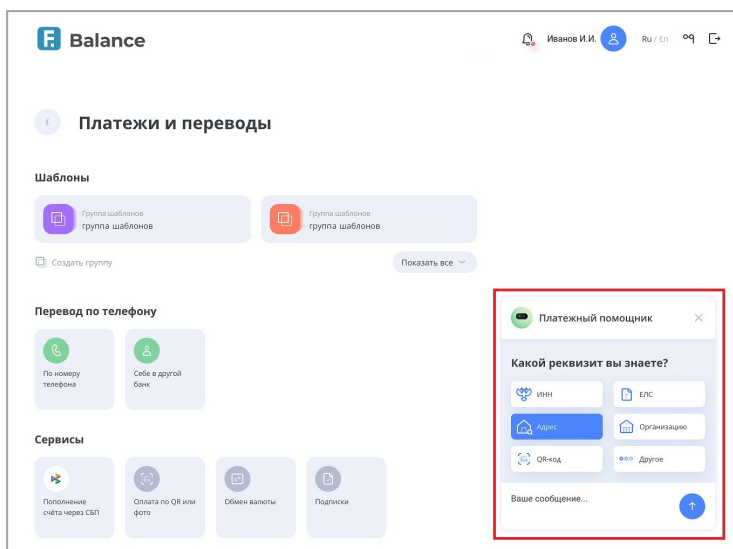 F. Balance
Иванов И.И.
Ru / En
Платежи и переводы
Шаблоны
Группа шаблонов
группа шаблонов
Группа шаблонов
группа шаблонов
Создать группу
Показать все
Перевод по телефону
По номеру
телефона
Себе в другой
банк
Сервисы
Пополнение
счёта через СБП
Оплата по QR или
фото
Обмен валюты
Подписки
Платежный помощник
Какой реквизит вы знаете?
ИНН
ЕЛС
Адрес
Организацию
QR-код
Другое
Ваше сообщение...